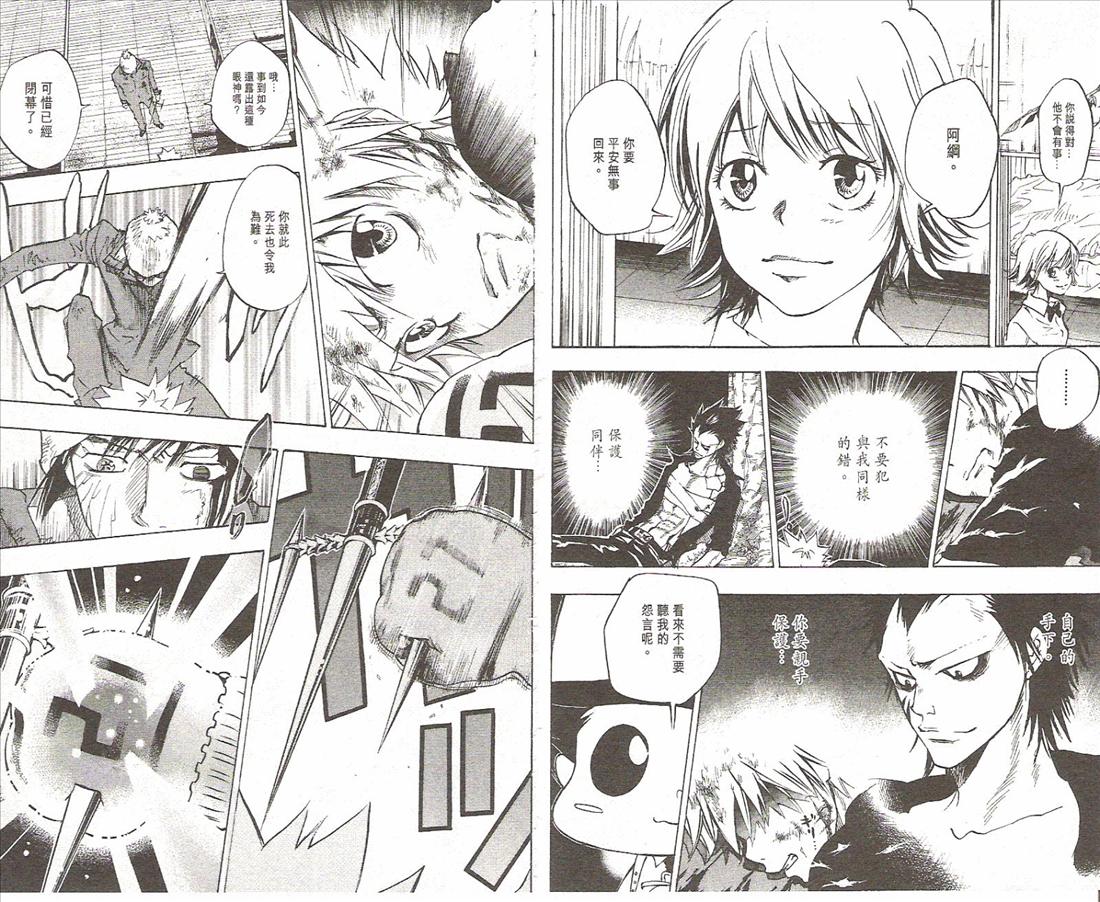 你說得對…
他不會有事…
阿綱。
你要
平安無事
回來。
………
不要犯
與我同樣
的錯。
保護
同伴…
自己的
手下。
你要親手
保護…
看來不需要
聽我的
怨言呢。
哦…
事到如今
還露出這種
眼神嗎?
可惜已經
閉幕了。
你就此
死去也令我
為難。
27
27